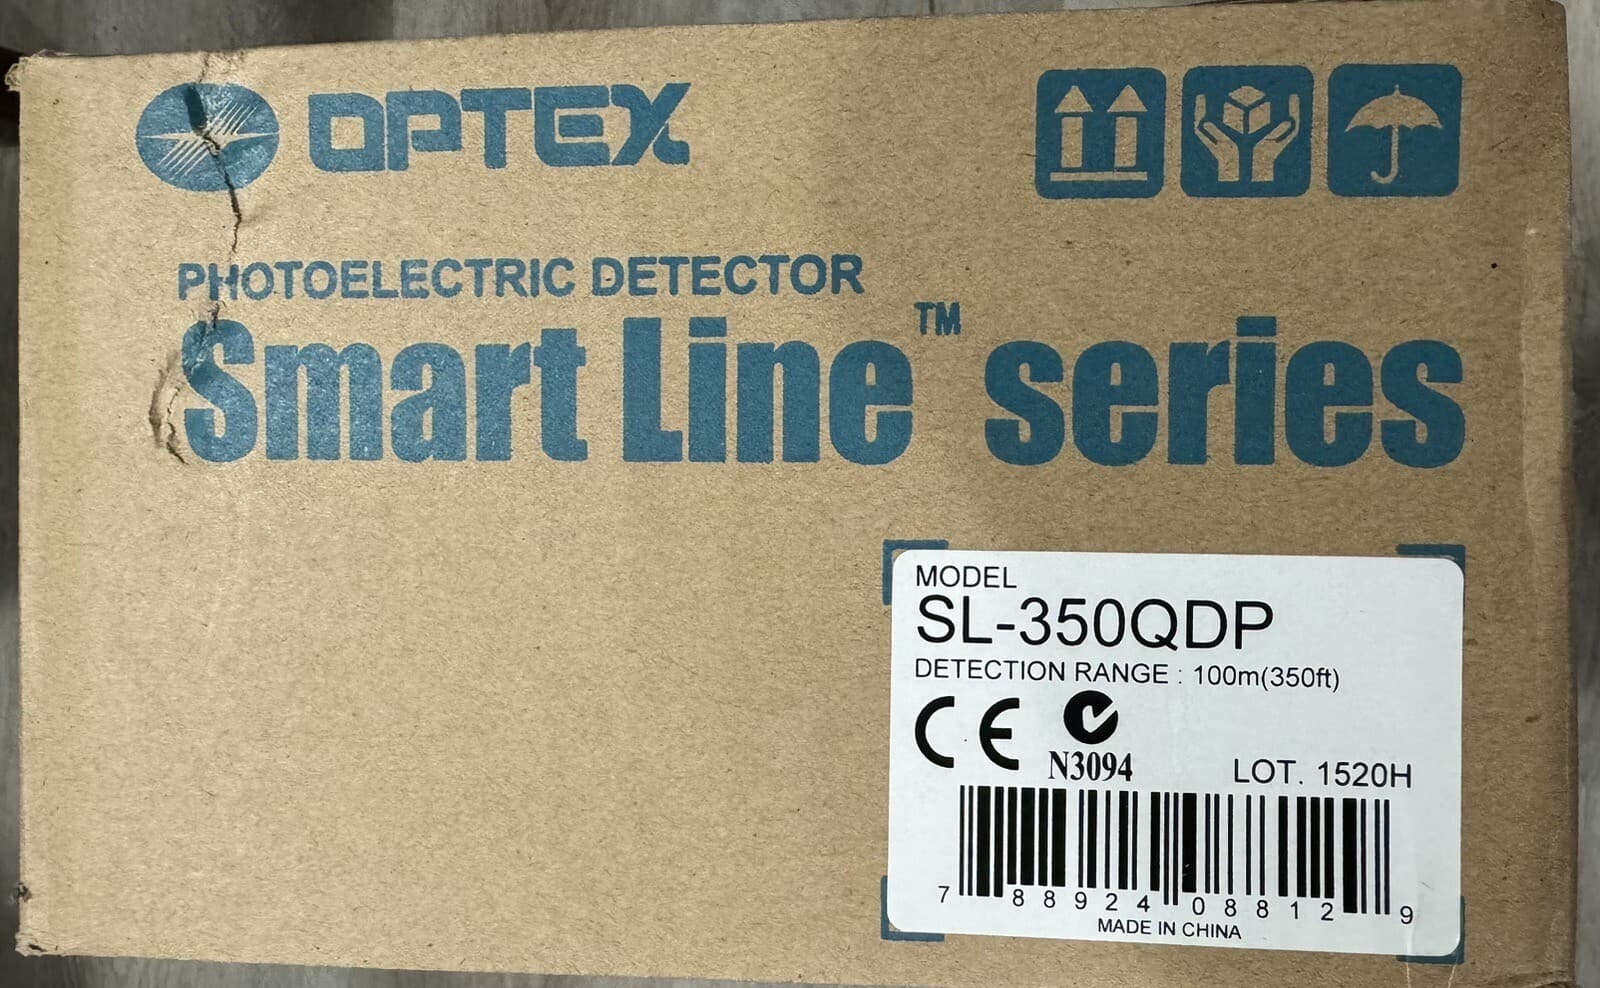 OPTEX
PHOTOELECTRIC DETECTOR
Smart Line™ series
MODEL
SL-350QDP
DETECTION RANGE : 100m(350ft)
CE
N3094
LOT. 1520H
7 88924 08812 9
MADE IN CHINA